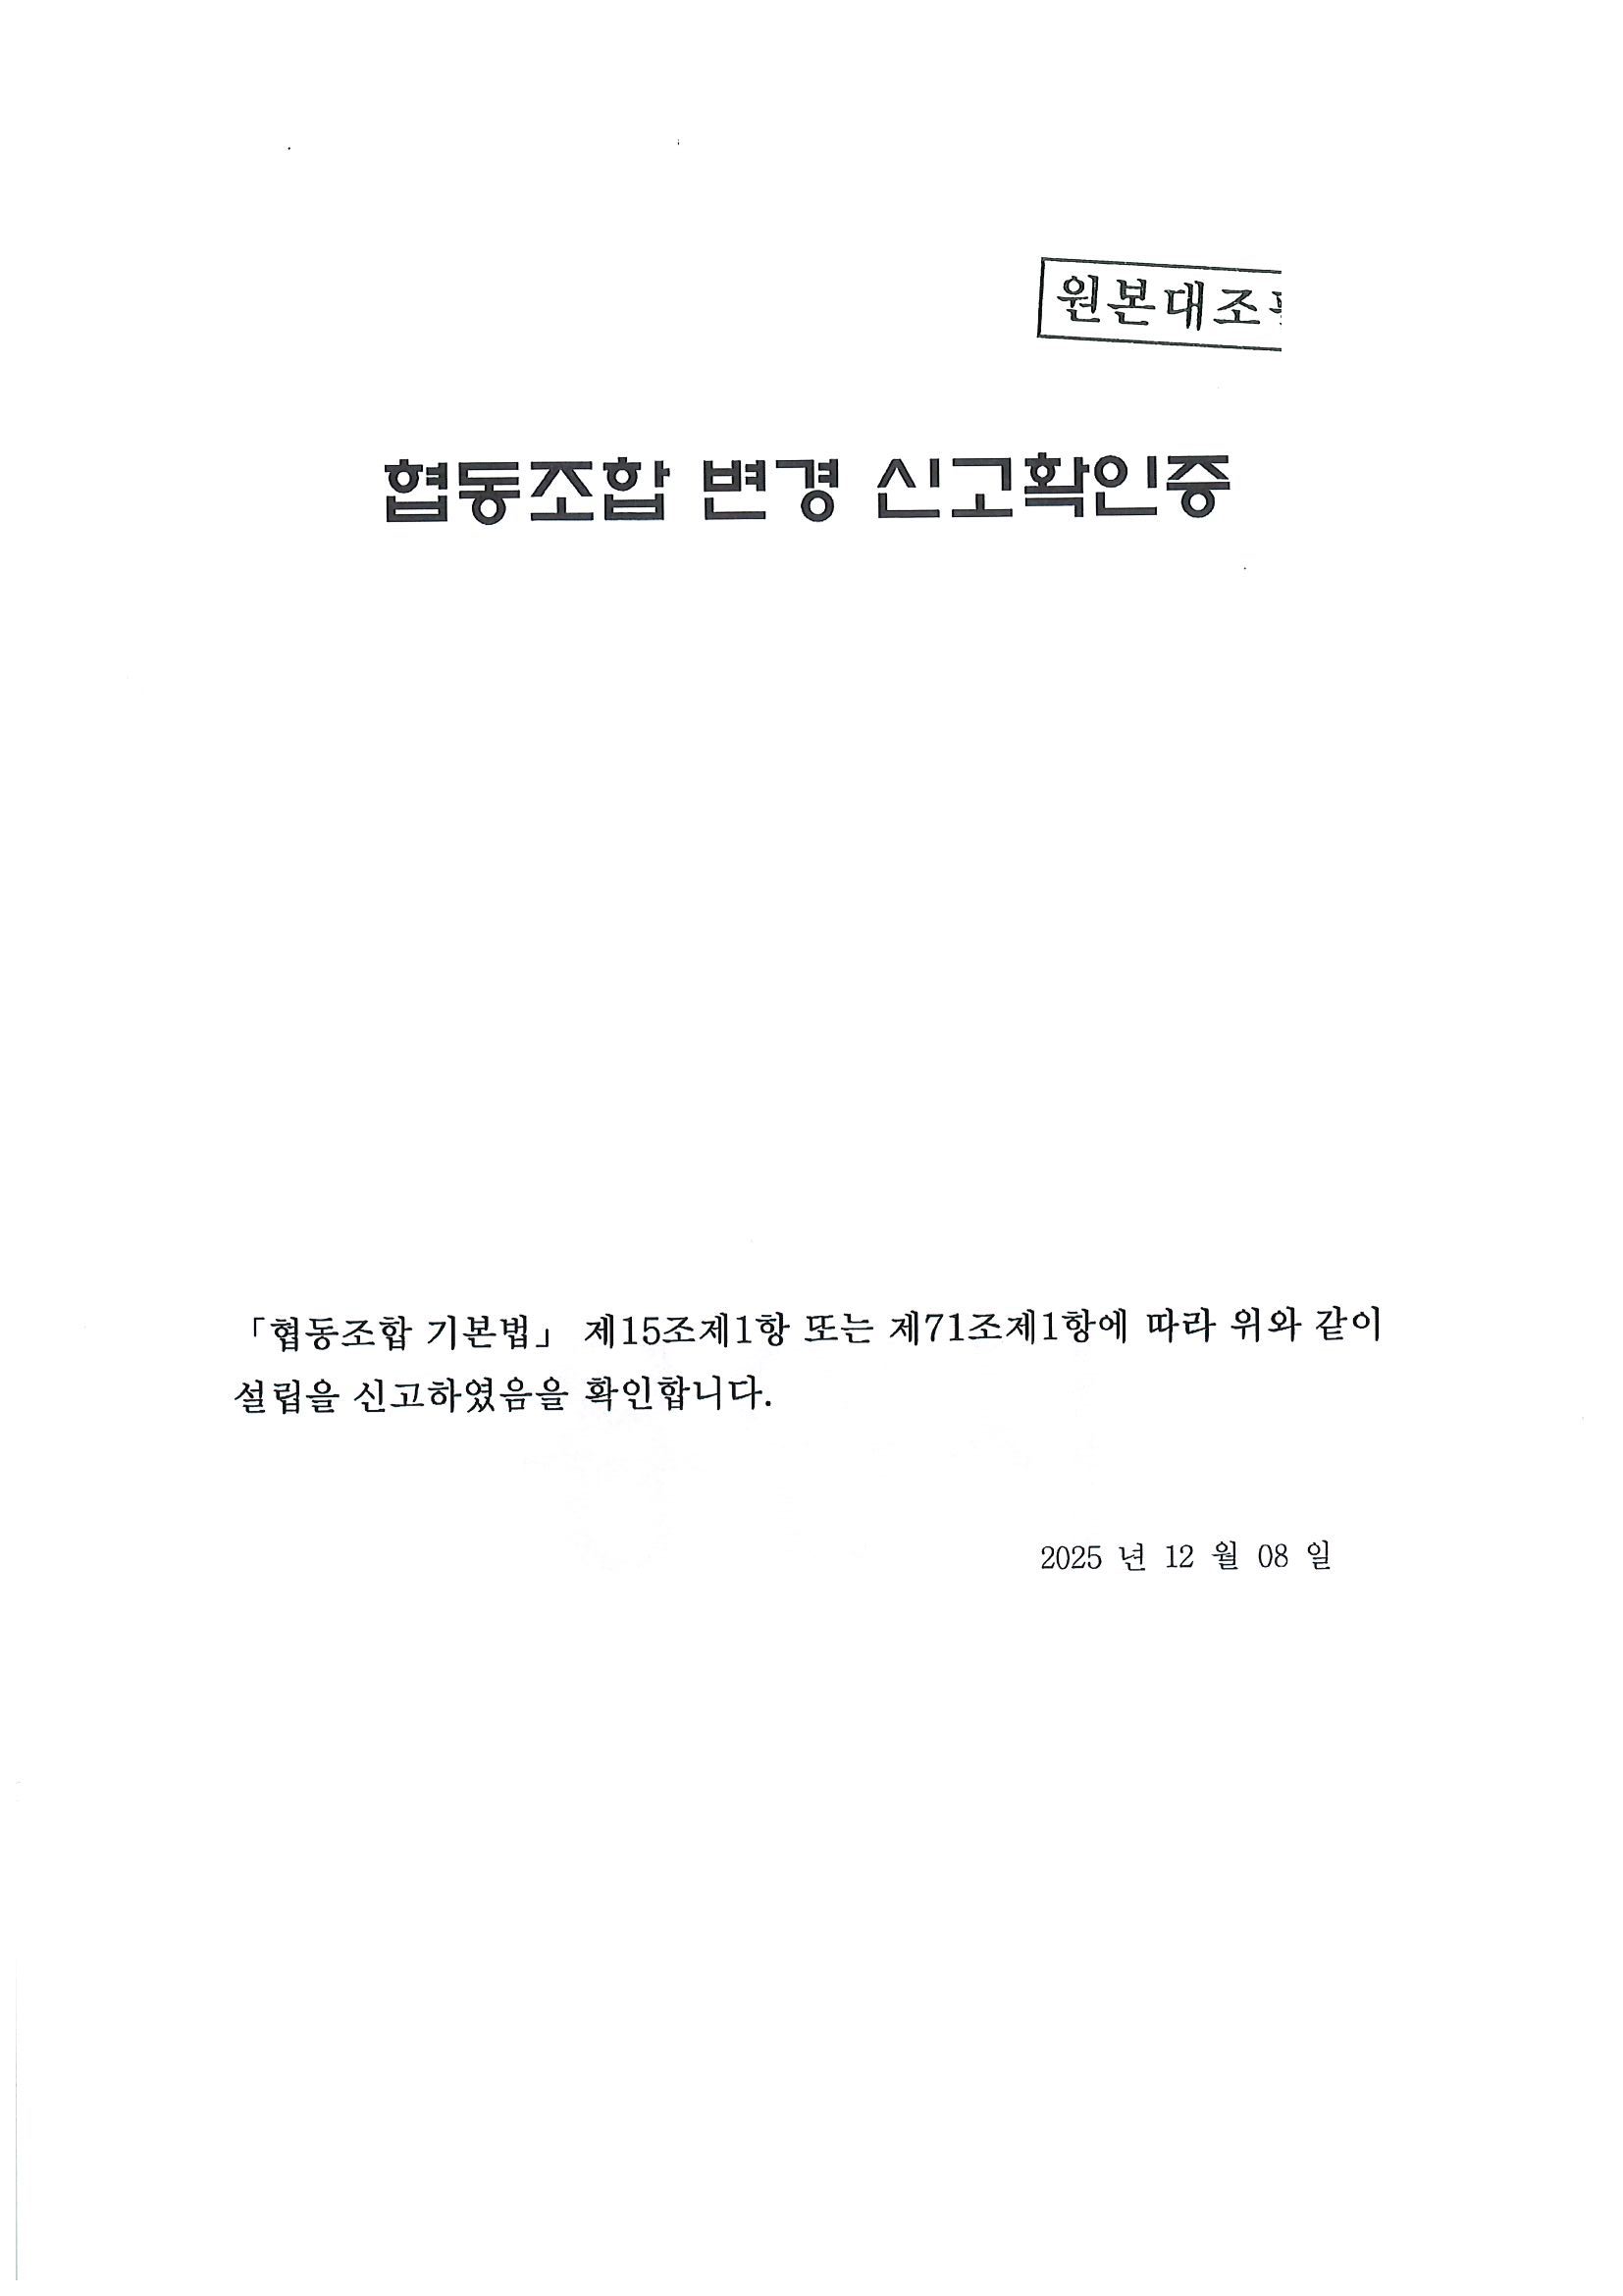 원본대조
협동조합 변경 신고확인증
「협동조합 기본법」 제15조제1항 또는 제71조제1항에 따라 위와 같이
설립을 신고하였음을 확인합니다.
2025 년 12 월 08 일